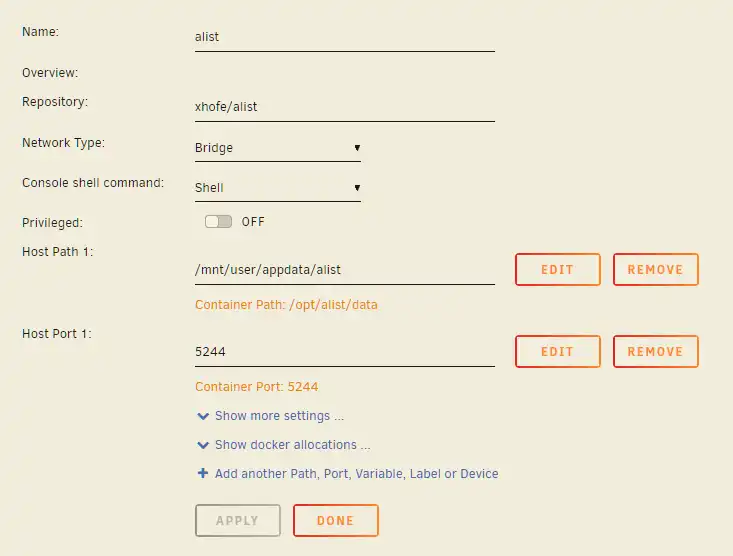 Name: alist
Overview:
Repository: xhofe/alist
Network Type: Bridge
Console shell command: Shell
Privileged: OFF
Host Path 1: /mnt/user/appdata/alist EDIT REMOVE
Container Path: /opt/alist/data
Host Port 1: 5244 EDIT REMOVE
Container Port: 5244
Show more settings ...
Show docker allocations ...
Add another Path, Port, Variable, Label or Device
APPLY DONE